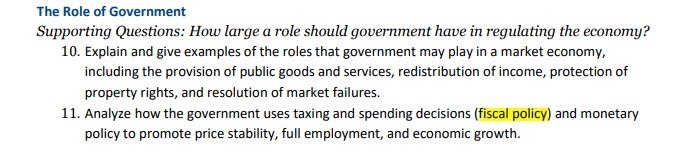 The Role of Government
Supporting Questions: How large a role should government have in regulating the economy?
10. Explain and give examples of the roles that government may play in a market economy,
including the provision of public goods and services, redistribution of income, protection of
property rights, and resolution of market failures.
11. Analyze how the government uses taxing and spending decisions (fiscal policy) and monetary
policy to promote price stability, full employment, and economic growth.